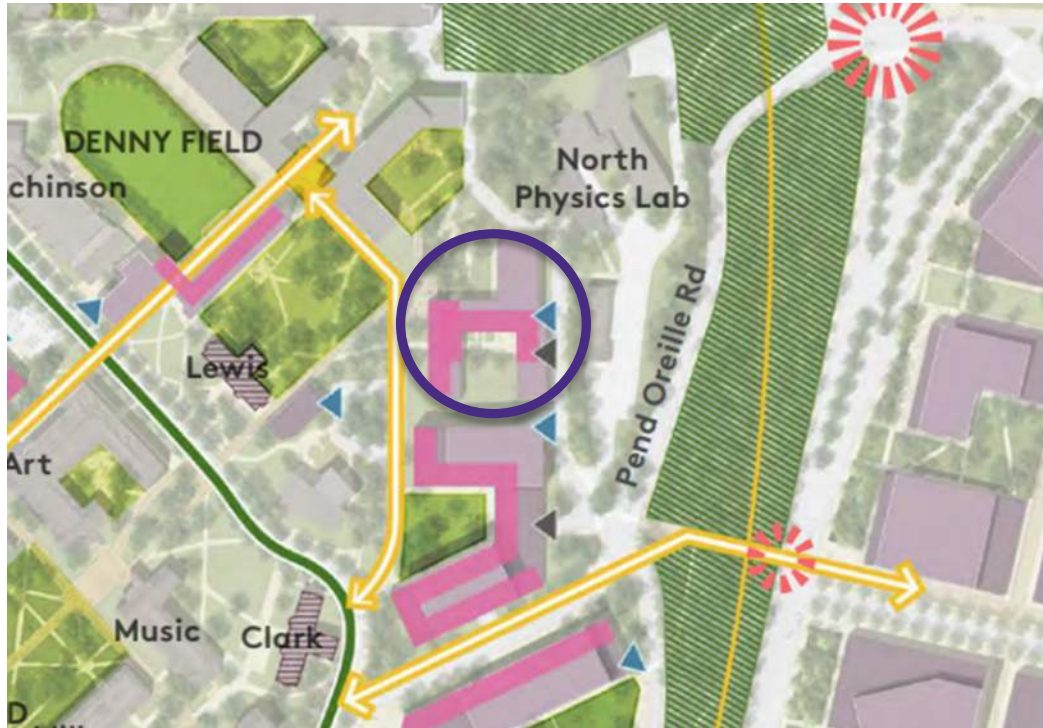 DENNY FIELD
chinson
North
Physics Lab
Lewis
Pend Oreille Rd
Art
Music
Clark
D